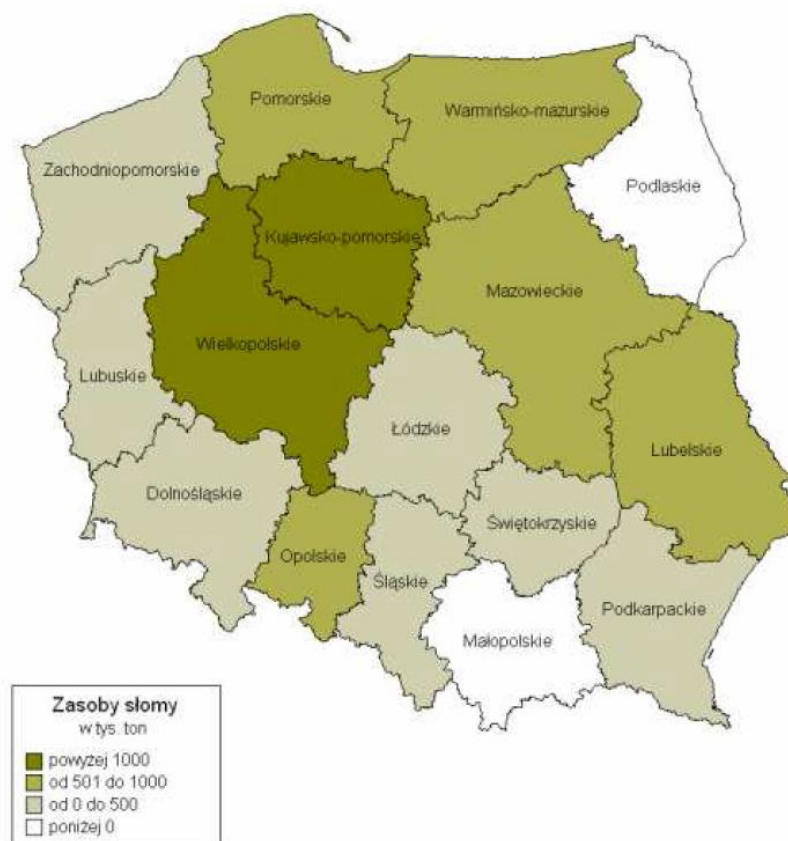 Pomorskie
Warmińsko-mazurskie
Zachodniopomorskie
Podlaskie
Kujawsko-pomorskie
Mazowieckie
Wielkopolskie
Lubuskie
Łódzkie
Lubelskie
Dolnośląskie
Świętokrzyskie
Opolskie
Śląskie
Podkarpackie
Małopolskie
Zasoby słomy
w tys. ton
powyżej 1000
od 501 do 1000
od 0 do 500
poniżej 0